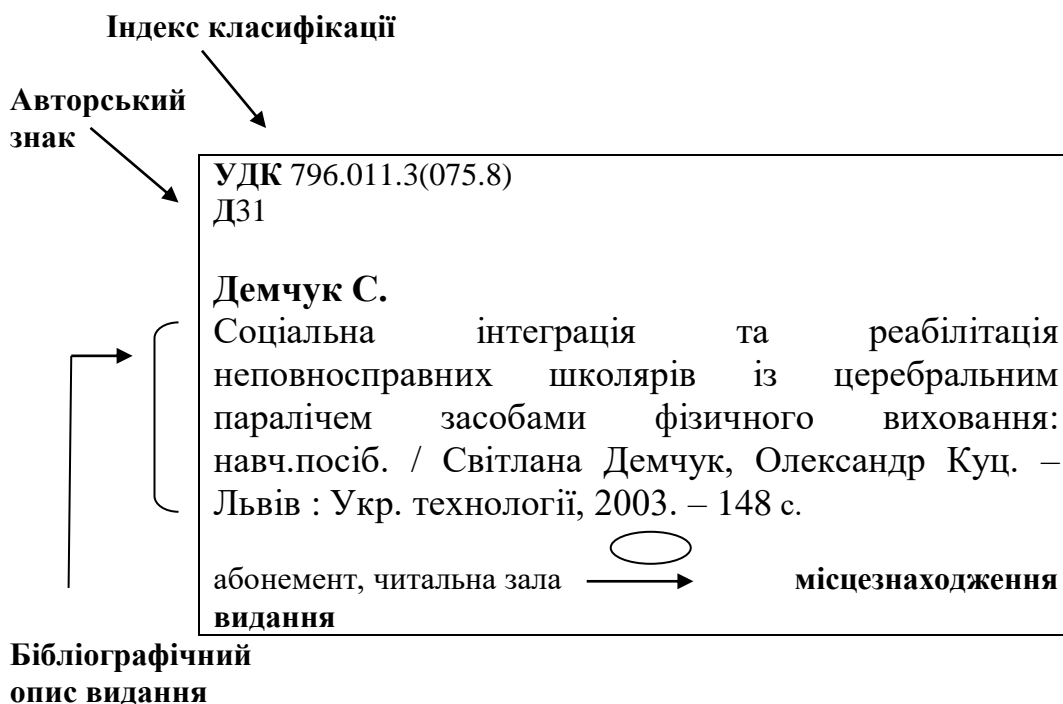 Індекс класифікації
Авторський
знак
УДК 796.011.3(075.8)
Д31
Демчук С.
Соціальна інтеграція та реабілітація
неповносправних школярів із церебральним
паралічем засобами фізичного виховання:
навч.посіб. / Світлана Демчук, Олександр Куц. –
Львів : Укр. технології, 2003. – 148 с.
абонемент, читальна зала місцезнаходження
видання
Бібліографічний
опис видання